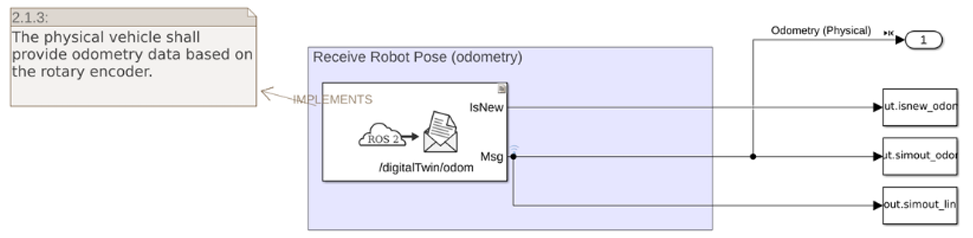 2.1.3:
The physical vehicle shall
provide odometry data based on
the rotary encoder.
IMPLEMENTS
Receive Robot Pose (odometry)
ROS 2
/digitalTwin/odom
IsNew
Msg
Odometry (Physical)
1
ut.isnew_odor
ut.simout_odor
out.simout_lin